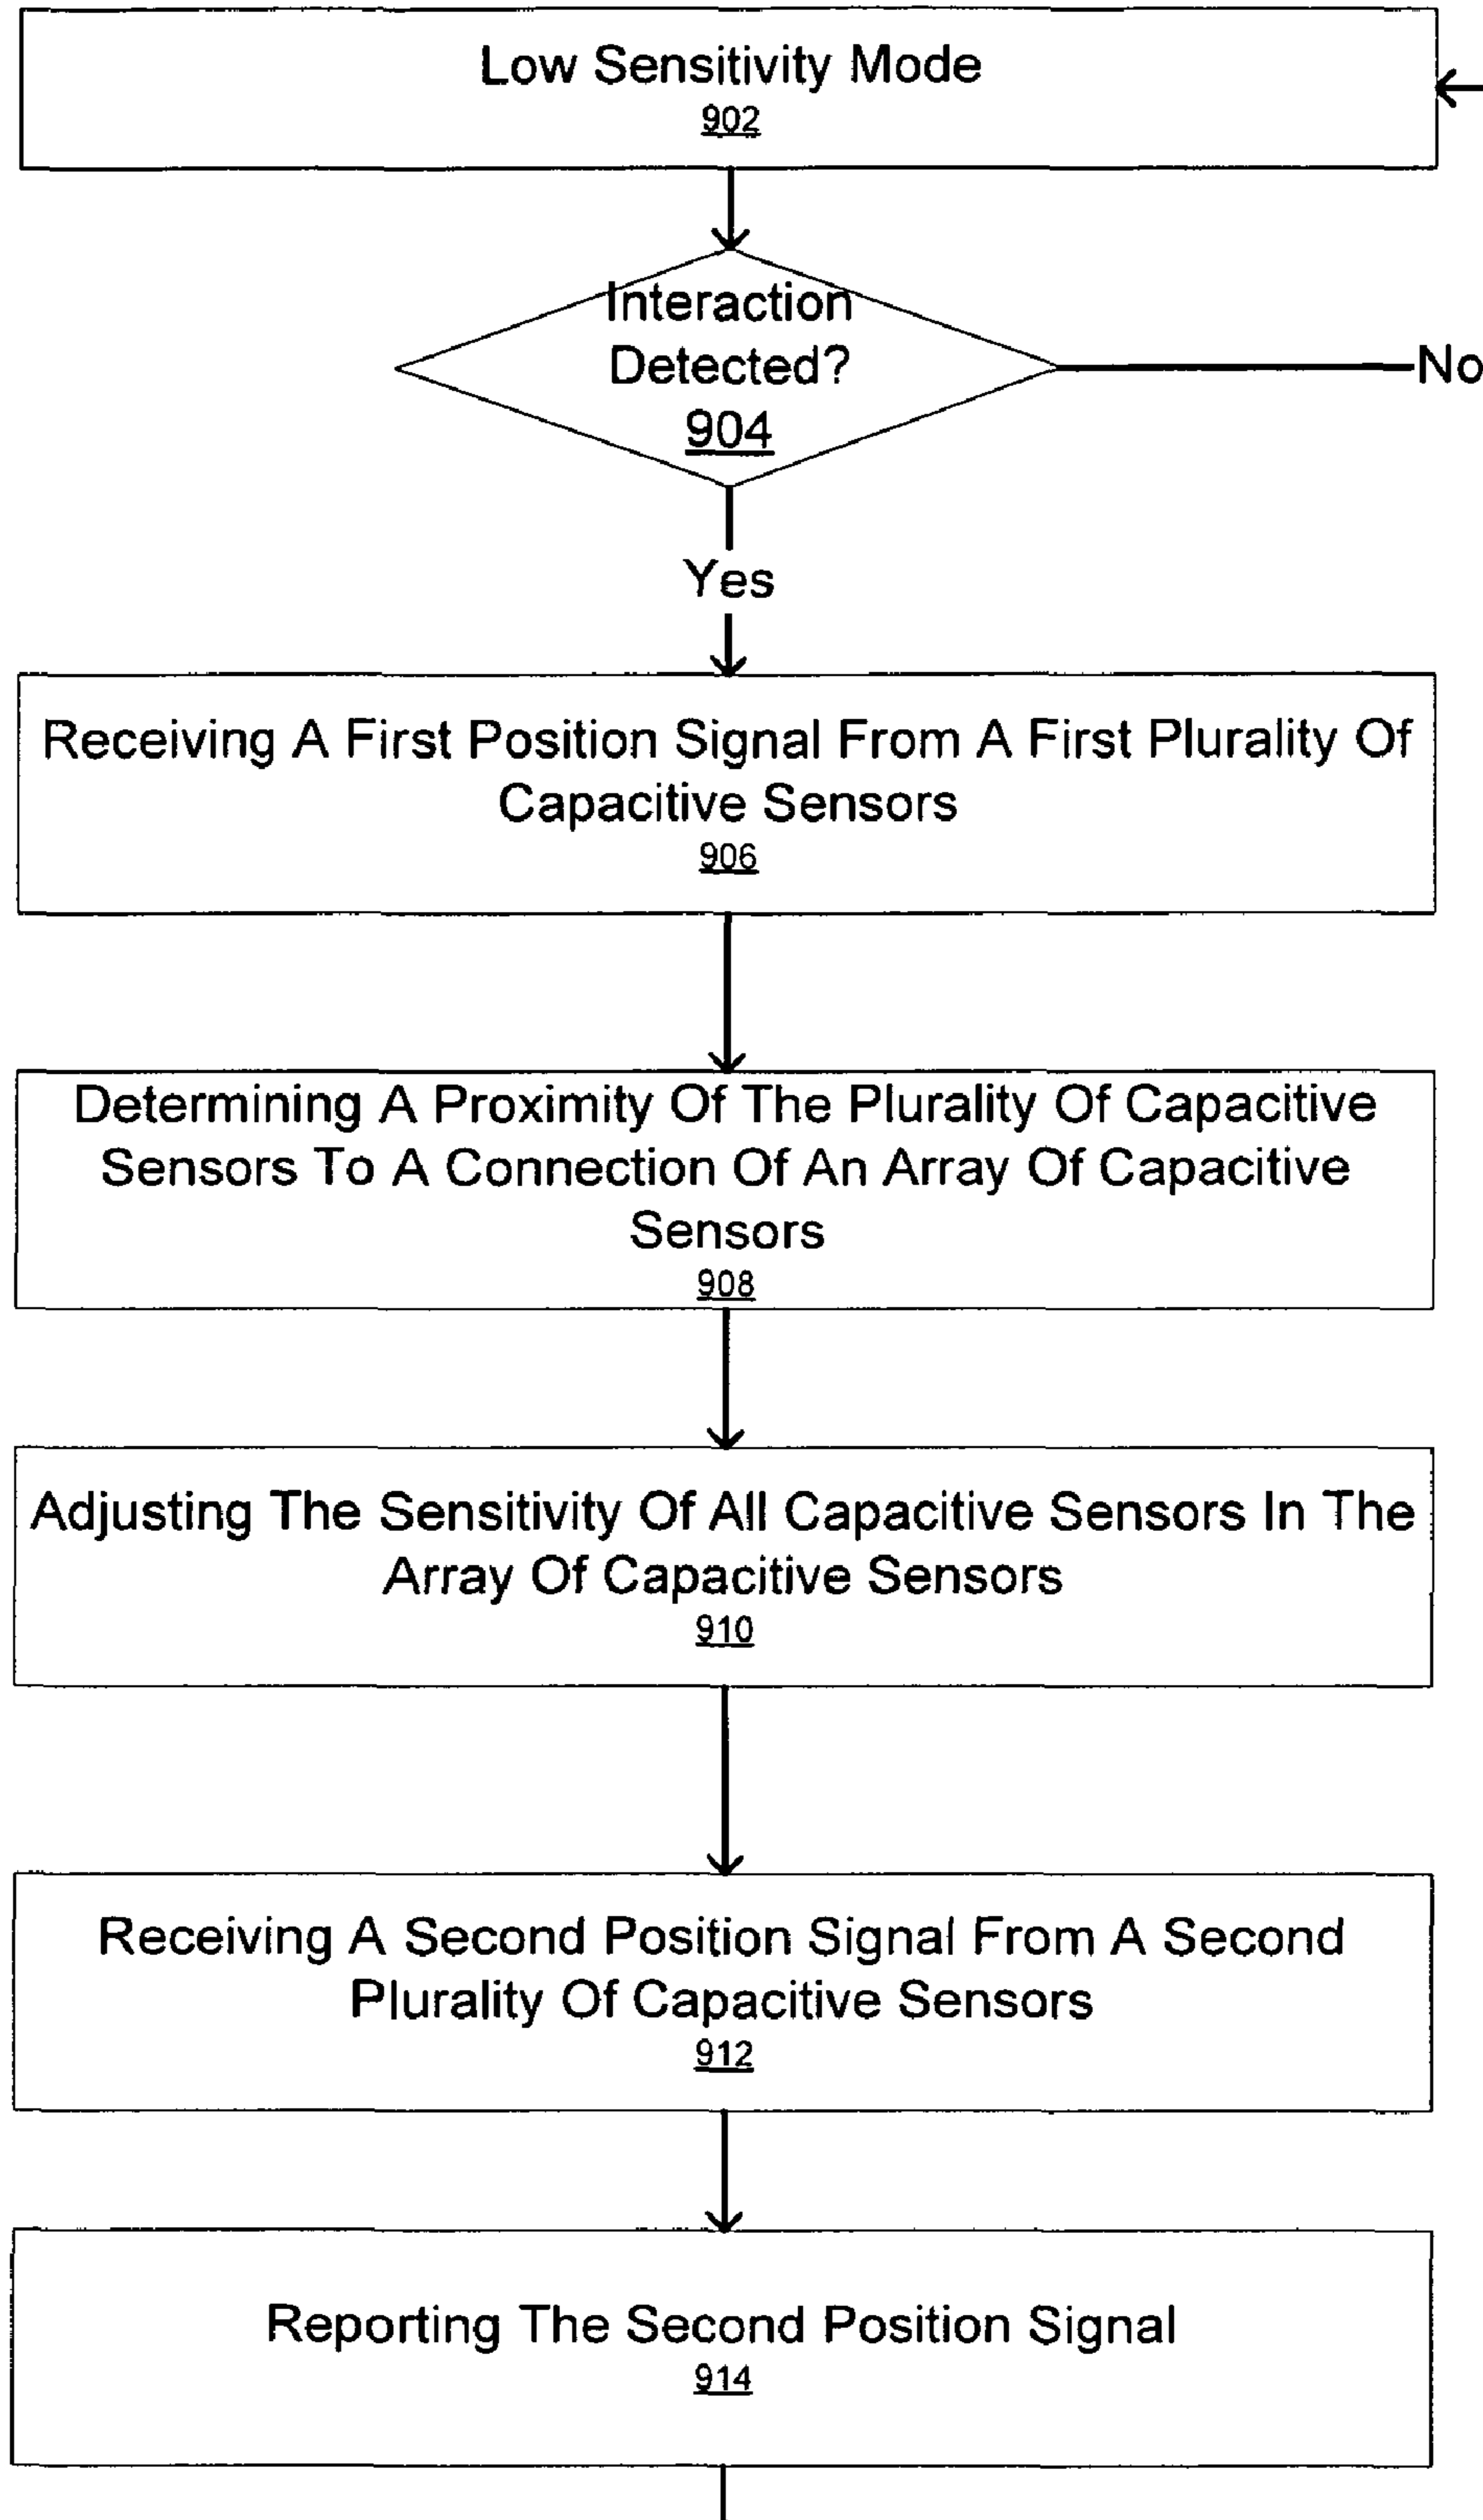 Low Sensitivity Mode
902
Interaction
Detected?
904
No
Yes
Receiving A First Position Signal From A First Plurality Of
Capacitive Sensors
906
Determining A Proximity Of The Plurality Of Capacitive
Sensors To A Connection Of An Array Of Capacitive
Sensors
908
Adjusting The Sensitivity Of All Capacitive Sensors In The
Array Of Capacitive Sensors
910
Receiving A Second Position Signal From A Second
Plurality Of Capacitive Sensors
912
Reporting The Second Position Signal
914